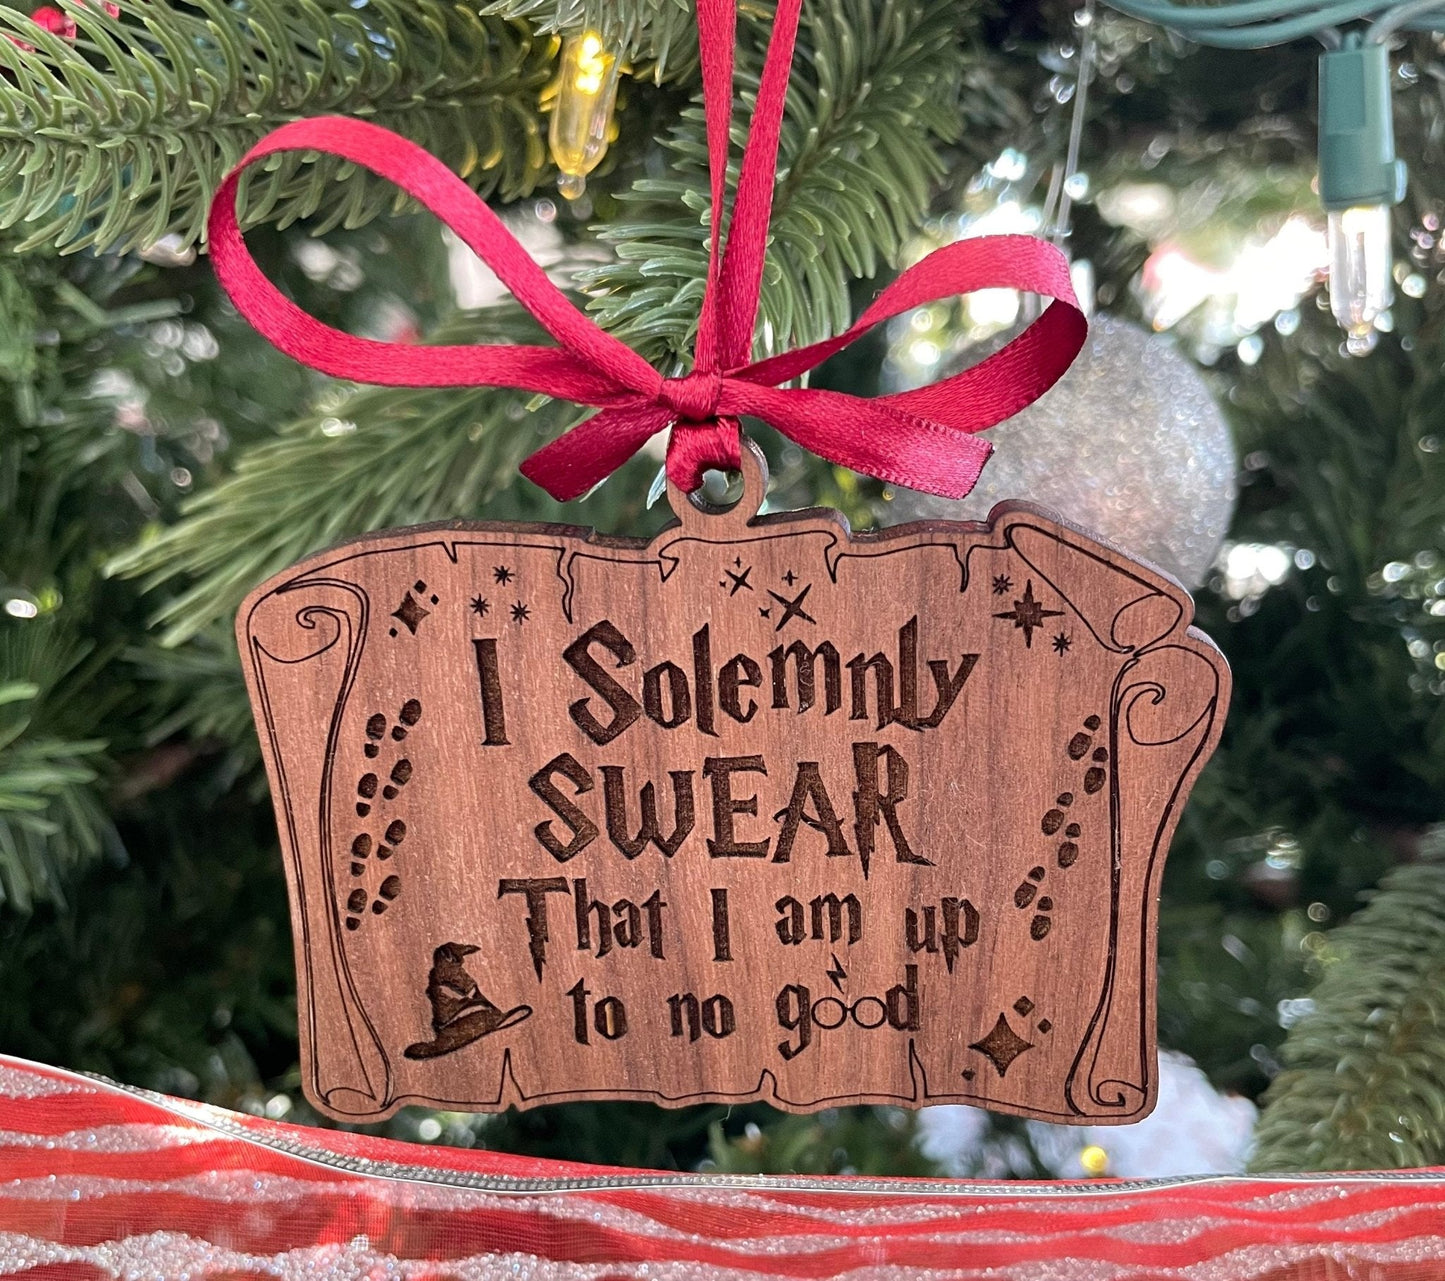 I Solemnly
SWEAR
That I am up
to no good